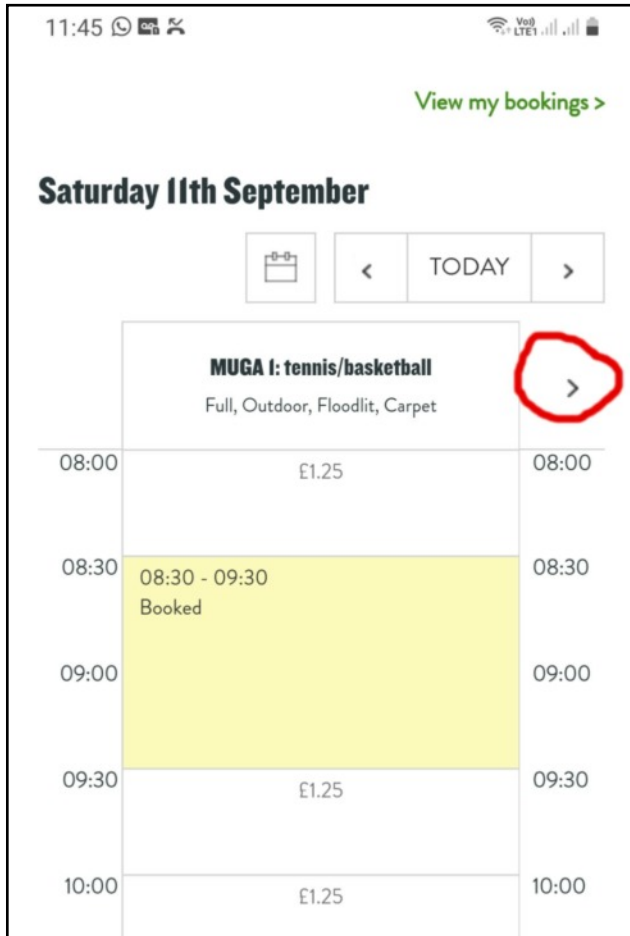 11:45
Vo)) LTE1
View my bookings >
Saturday 11th September
< TODAY >
MUGA 1: tennis/basketball
Full, Outdoor, Floodlit, Carpet
>
08:00 £1.25 08:00
08:30 08:30 - 09:30 08:30
Booked
09:00 09:00
09:30 £1.25 09:30
10:00 £1.25 10:00